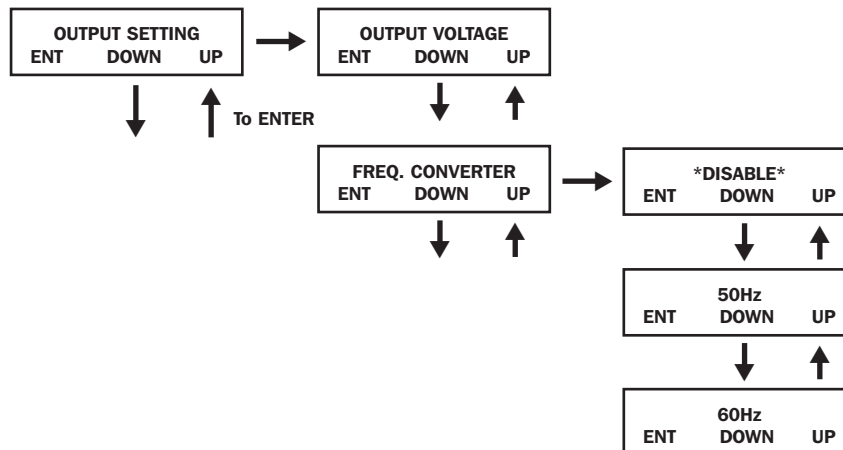 OUTPUT SETTING
ENT DOWN UP
OUTPUT VOLTAGE
ENT DOWN UP
To ENTER
FREQ. CONVERTER
ENT DOWN UP
*DISABLE*
ENT DOWN UP
50Hz
ENT DOWN UP
60Hz
ENT DOWN UP